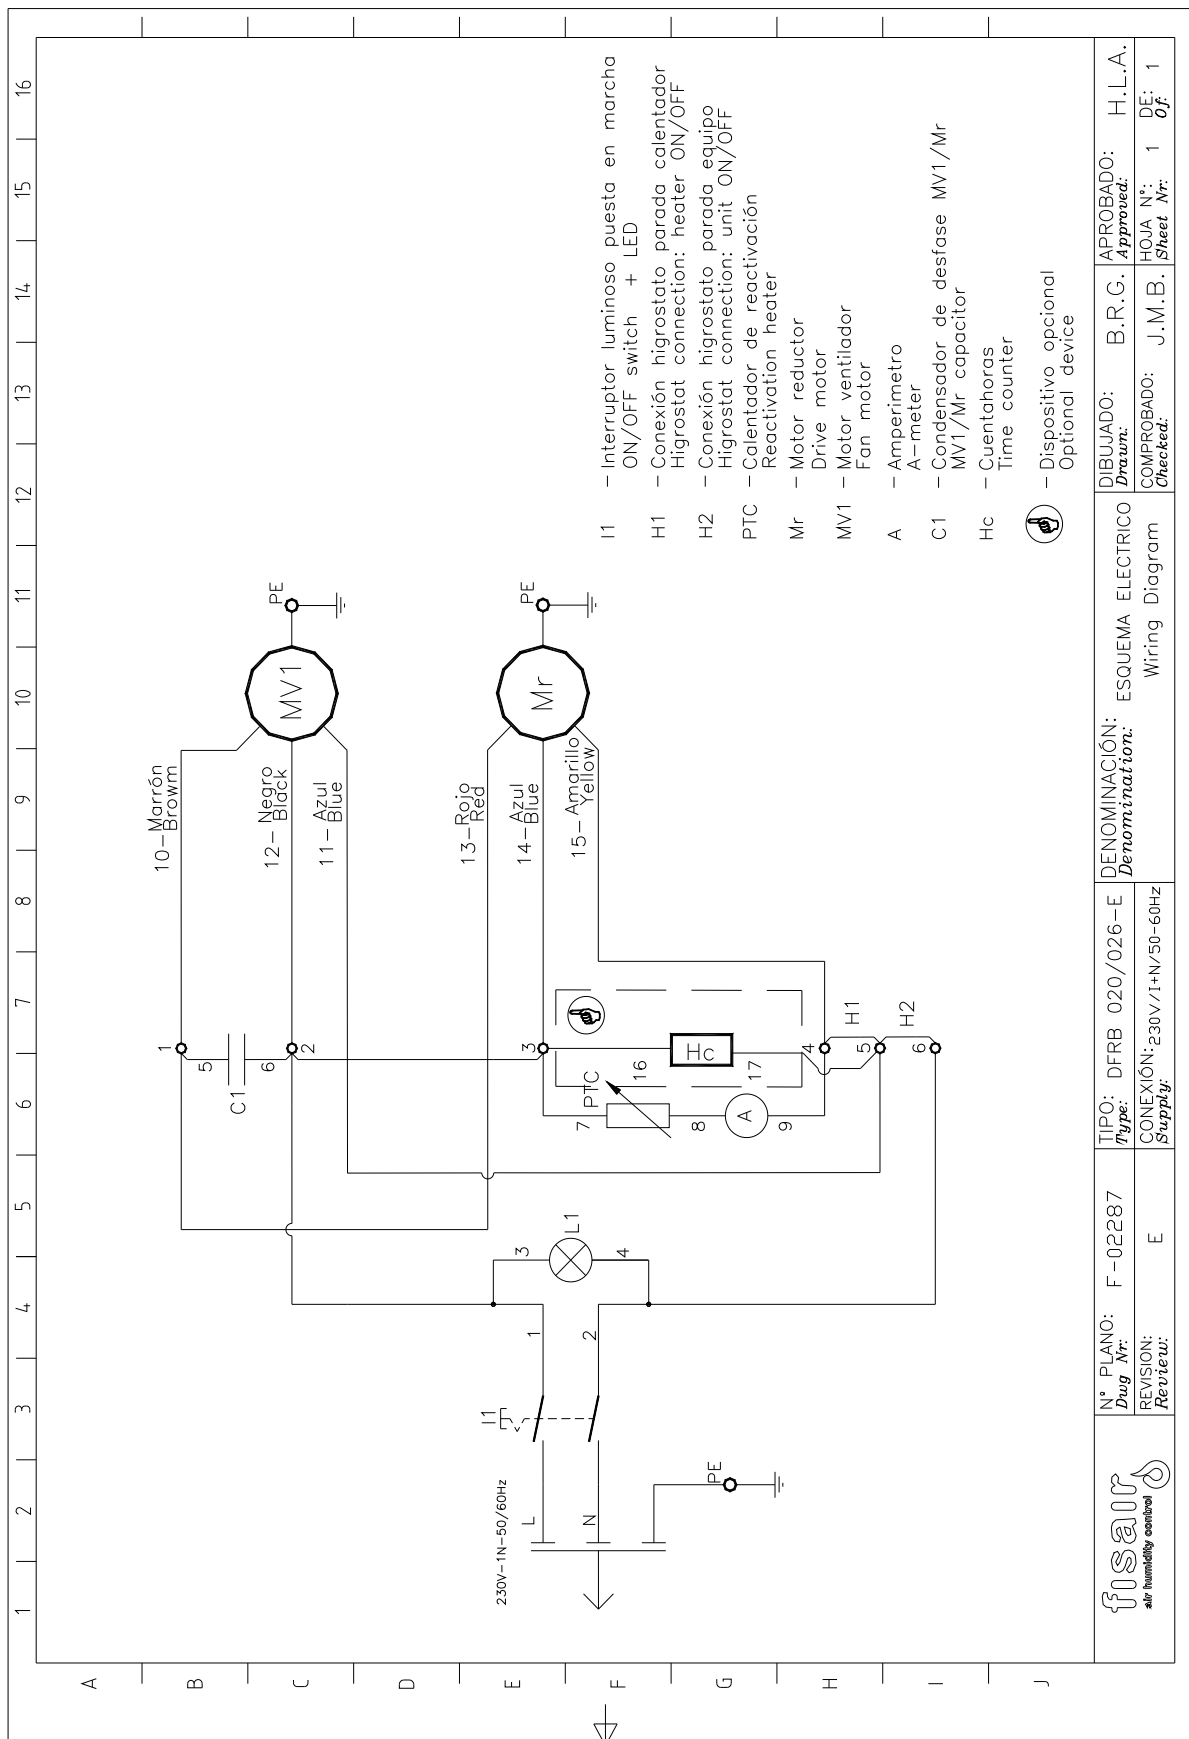 1 2 3 4 5 6 7 8 9 10 11 12 13 14 15 16
A
B
C
D
E
F
G
H
I
J
10-Marrón
Browm
12-Negro
Black
11-Azul
Blue
13-Rojo
Red
14-Azul
Blue
15-Amarillo
Yellow
MV1
PE
Mr
PE
1
5
C1
6
2
3
PTC
7
16
Hc
17
8
A
9
4
H1
5
H2
6
3
L1
4
1
2
I1
230V-1N-50/60Hz
L
N
PE
I1 - Interruptor luminoso puesta en marcha
ON/OFF switch + LED
H1 - Conexión higrostato parada calentador
Higrostat connection: heater ON/OFF
H2 - Conexión higrostato parada equipo
Higrostat connection: unit ON/OFF
PTC - Calentador de reactivación
Reactivation heater
Mr - Motor reductor
Drive motor
MV1 - Motor ventilador
Fan motor
A - Amperimetro
A-meter
C1 - Condensador de desfase MV1/Mr
MV1/Mr capacitor
Hc - Cuentahoras
Time counter
- Dispositivo opcional
Optional device
fisair
air humidity control
Nº PLANO: F-02287
Dwg Nr:
REVISION: E
Review:
TIPO: DFRB 020/026-E
Type:
CONEXIÓN: 230V/I+N/50-60Hz
Supply:
DENOMINACIÓN: ESQUEMA ELECTRICO
Denomination: Wiring Diagram
DIBUJADO: B.R.G.
Drawn:
COMPROBADO: J.M.B.
Checked:
APROBADO: H.L.A.
Approved:
HOJA Nº: 1 DE: 1
Sheet Nr: Of: